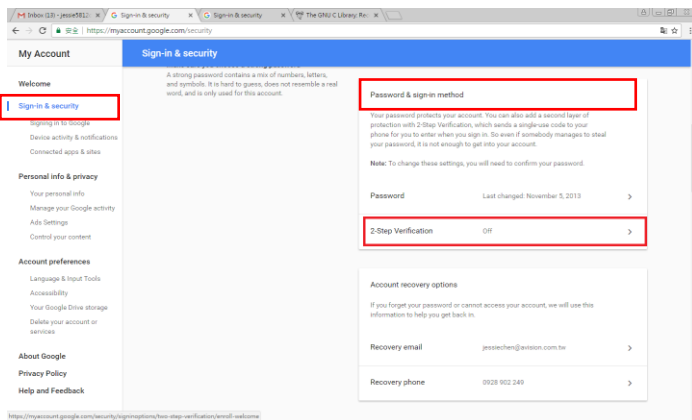 Inbox (13) - jessie5812
Sign-in & security
Sign-in & security
The GNU C Library: Re
https://myaccount.google.com/security
My Account
Sign-in & security
Welcome
Sign-in & security
Signing in to Google
Device activity & notifications
Connected apps & sites
Personal info & privacy
Your personal info
Manage your Google activity
Ads Settings
Control your content
Account preferences
Language & Input Tools
Accessibility
Your Google Drive storage
Delete your account or
services
About Google
Privacy Policy
Help and Feedback
A strong password contains a mix of numbers, letters,
and symbols. It is hard to guess, does not resemble a real
word, and is only used for this account.
Password & sign-in method
Your password protects your account. You can also add a second layer of
protection with 2-Step Verification, which sends a single-use code to your
phone for you to enter when you sign in. So even if somebody manages to steal
your password, it is not enough to get into your account.
Note: To change these settings, you will need to confirm your password.
Password Last changed: November 5, 2013
2-Step Verification Off
Account recovery options
If you forget your password or cannot access your account, we will use this
information to help you get back in.
Recovery email jessiechen@avision.com.tw
Recovery phone 0928 902 249
https://myaccount.google.com/security/signinoptions/two-step-verification/enroll-welcome